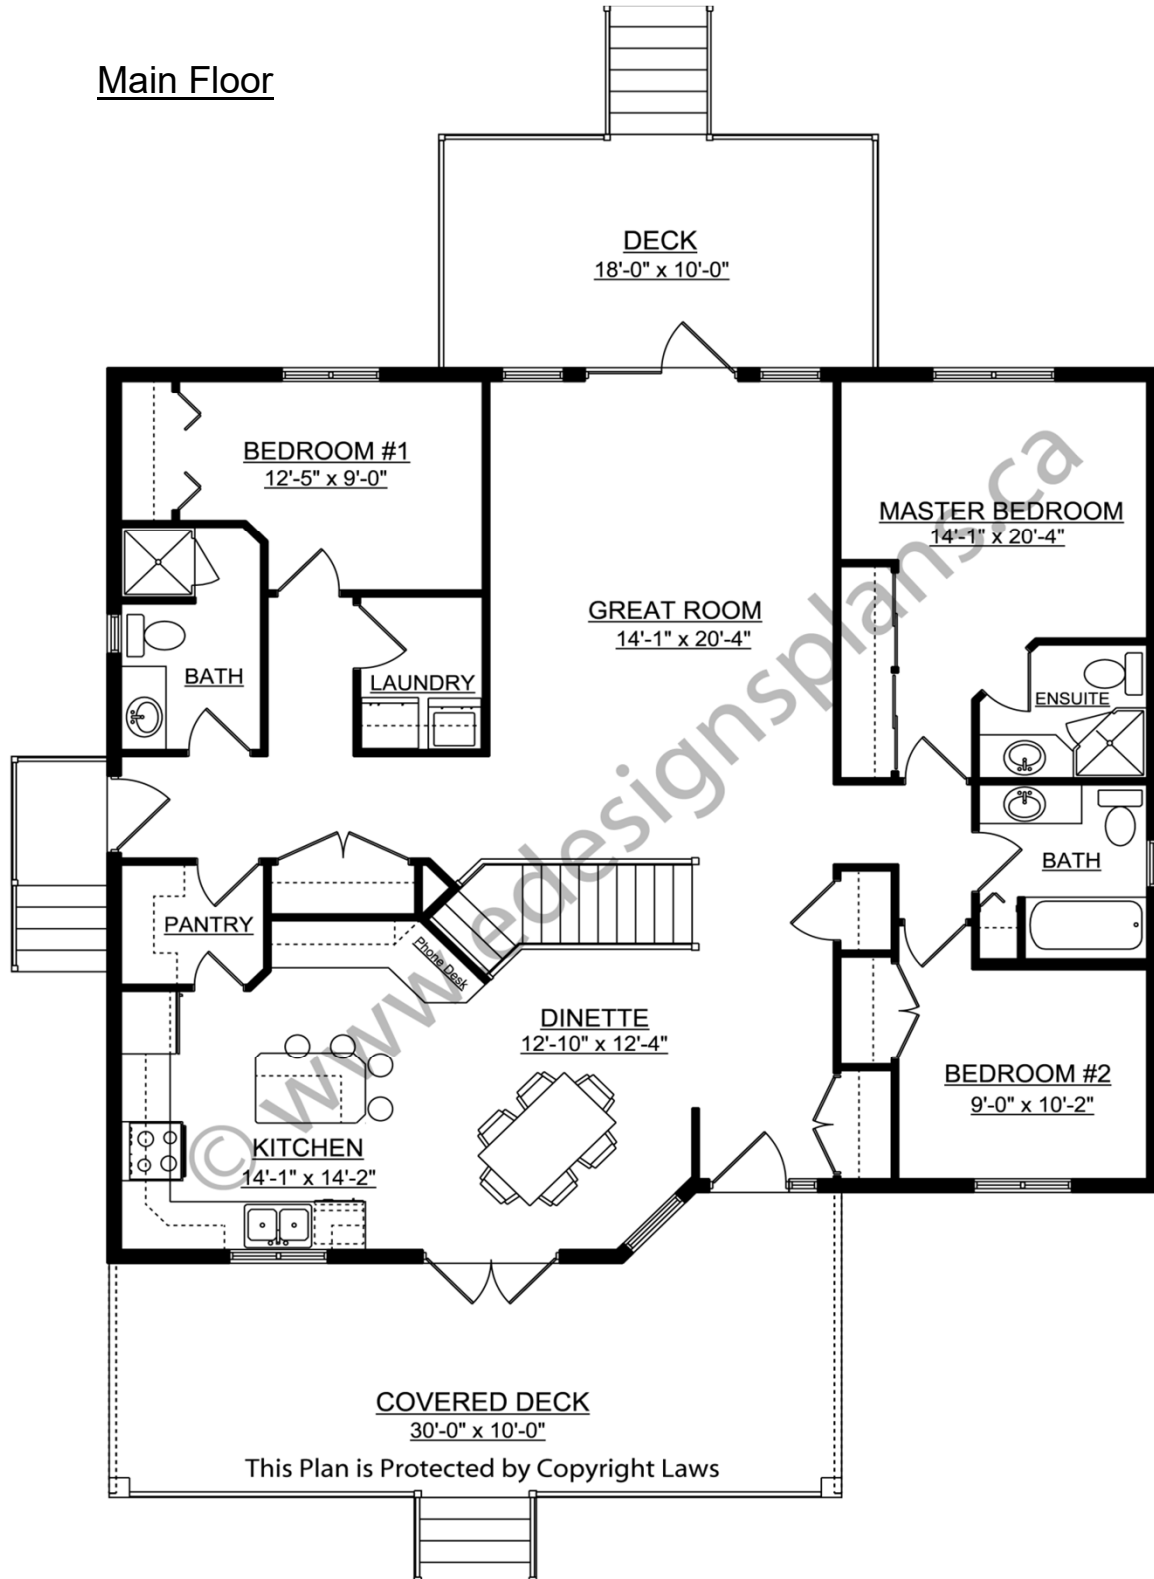 Main Floor
DECK
18'-0" x 10'-0"
BEDROOM #1
12'-5" x 9'-0"
MASTER BEDROOM
14'-1" x 20'-4"
GREAT ROOM
14'-1" x 20'-4"
BATH
LAUNDRY
ENSUITE
BATH
PANTRY
Phone Desk
DINETTE
12'-10" x 12'-4"
BEDROOM #2
9'-0" x 10'-2"
KITCHEN
14'-1" x 14'-2"
© www.edesignsplans.ca
COVERED DECK
30'-0" x 10'-0"
This Plan is Protected by Copyright Laws